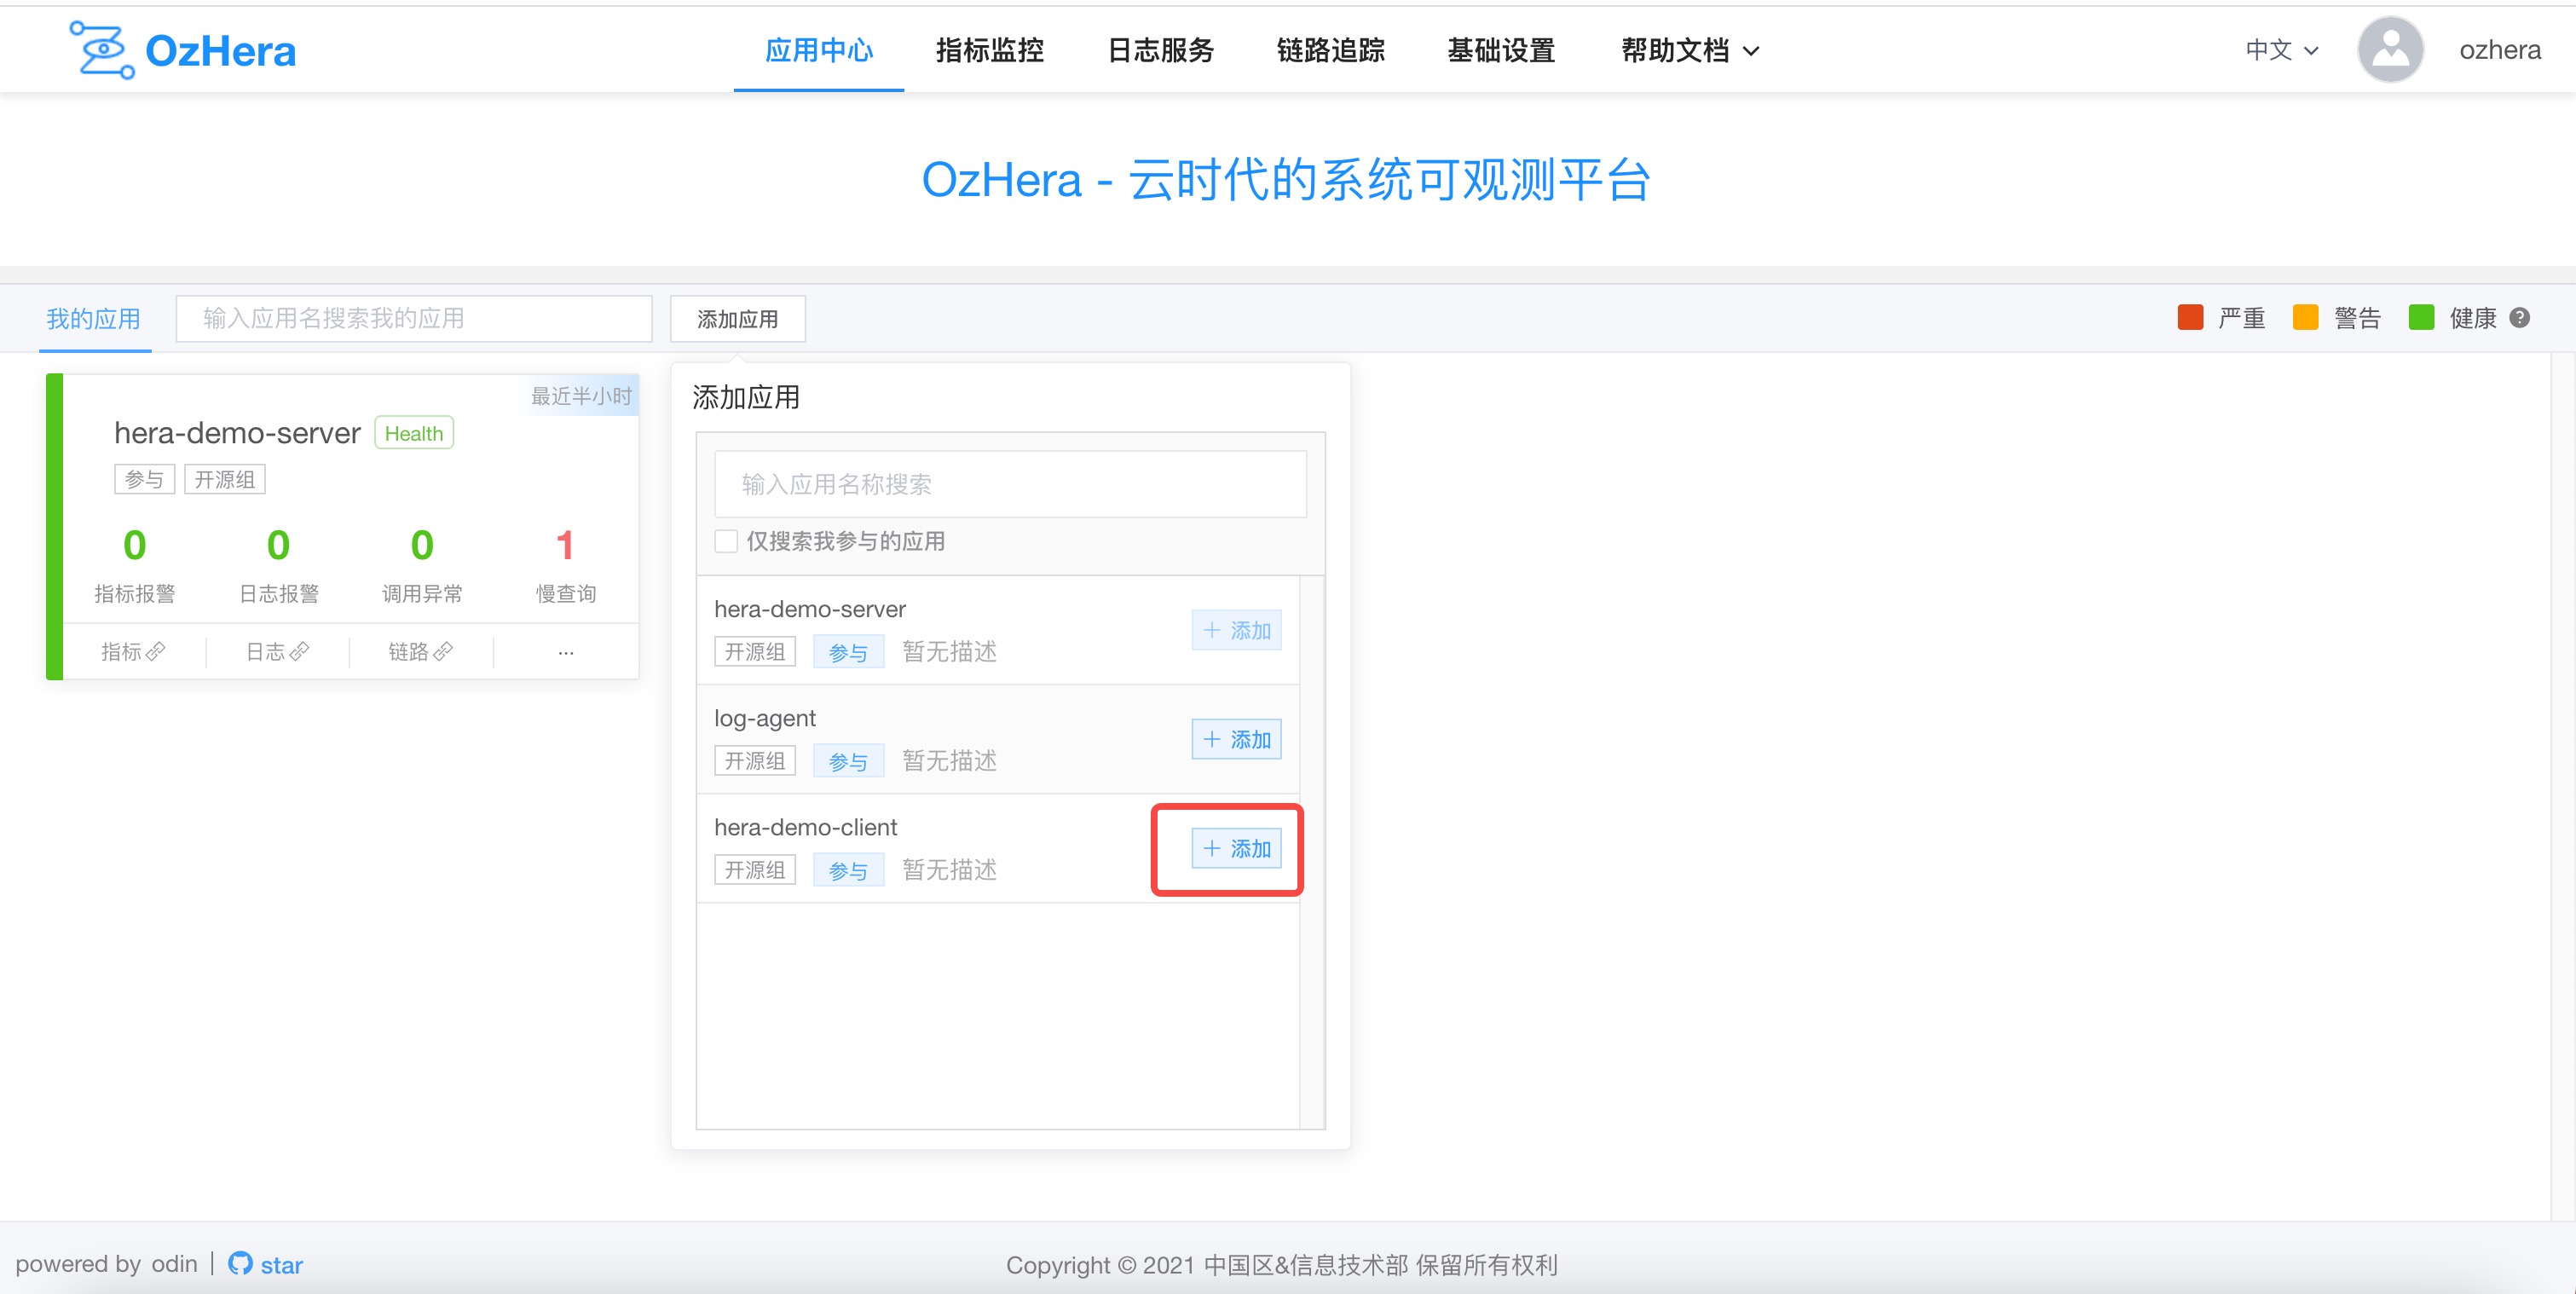 OzHera 应用中心 指标监控 日志服务 链路追踪 基础设置 帮助文档 中文 ozhera
OzHera - 云时代的系统可观测平台
我的应用 输入应用名搜索我的应用 添加应用 严重 警告 健康
最近半小时
hera-demo-server Health
参与 开源组
0 0 0 1
指标报警 日志报警 调用异常 慢查询
指标 日志 链路 ...
添加应用
输入应用名称搜索
仅搜索我参与的应用
hera-demo-server
开源组 参与 暂无描述 + 添加
log-agent
开源组 参与 暂无描述 + 添加
hera-demo-client
开源组 参与 暂无描述 + 添加
powered by odin | star
Copyright © 2021 中国区&信息技术部 保留所有权利